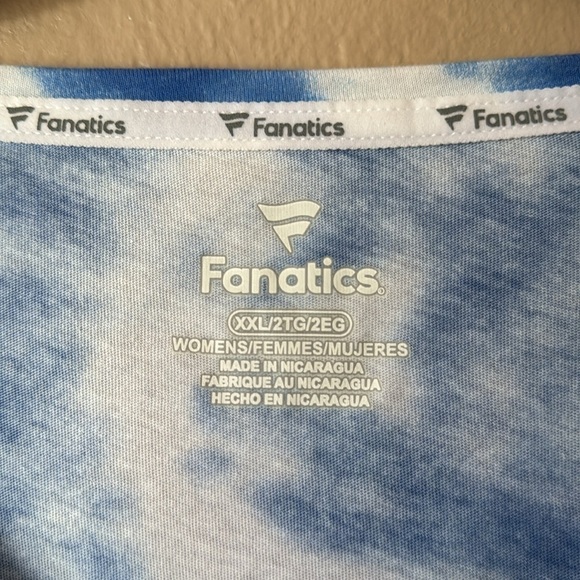 Fanatics Fanatics Fanatics
Fanatics.
XXL/2TG/2EG
WOMENS/FEMMES/MUJERES
MADE IN NICARAGUA
FABRIQUE AU NICARAGUA
HECHO EN NICARAGUA